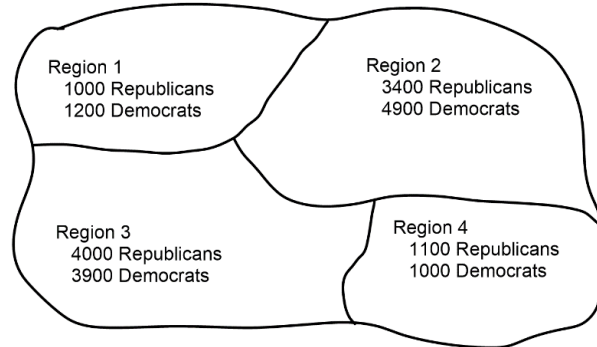 Region 1
1000 Republicans
1200 Democrats
Region 2
3400 Republicans
4900 Democrats
Region 3
4000 Republicans
3900 Democrats
Region 4
1100 Republicans
1000 Democrats